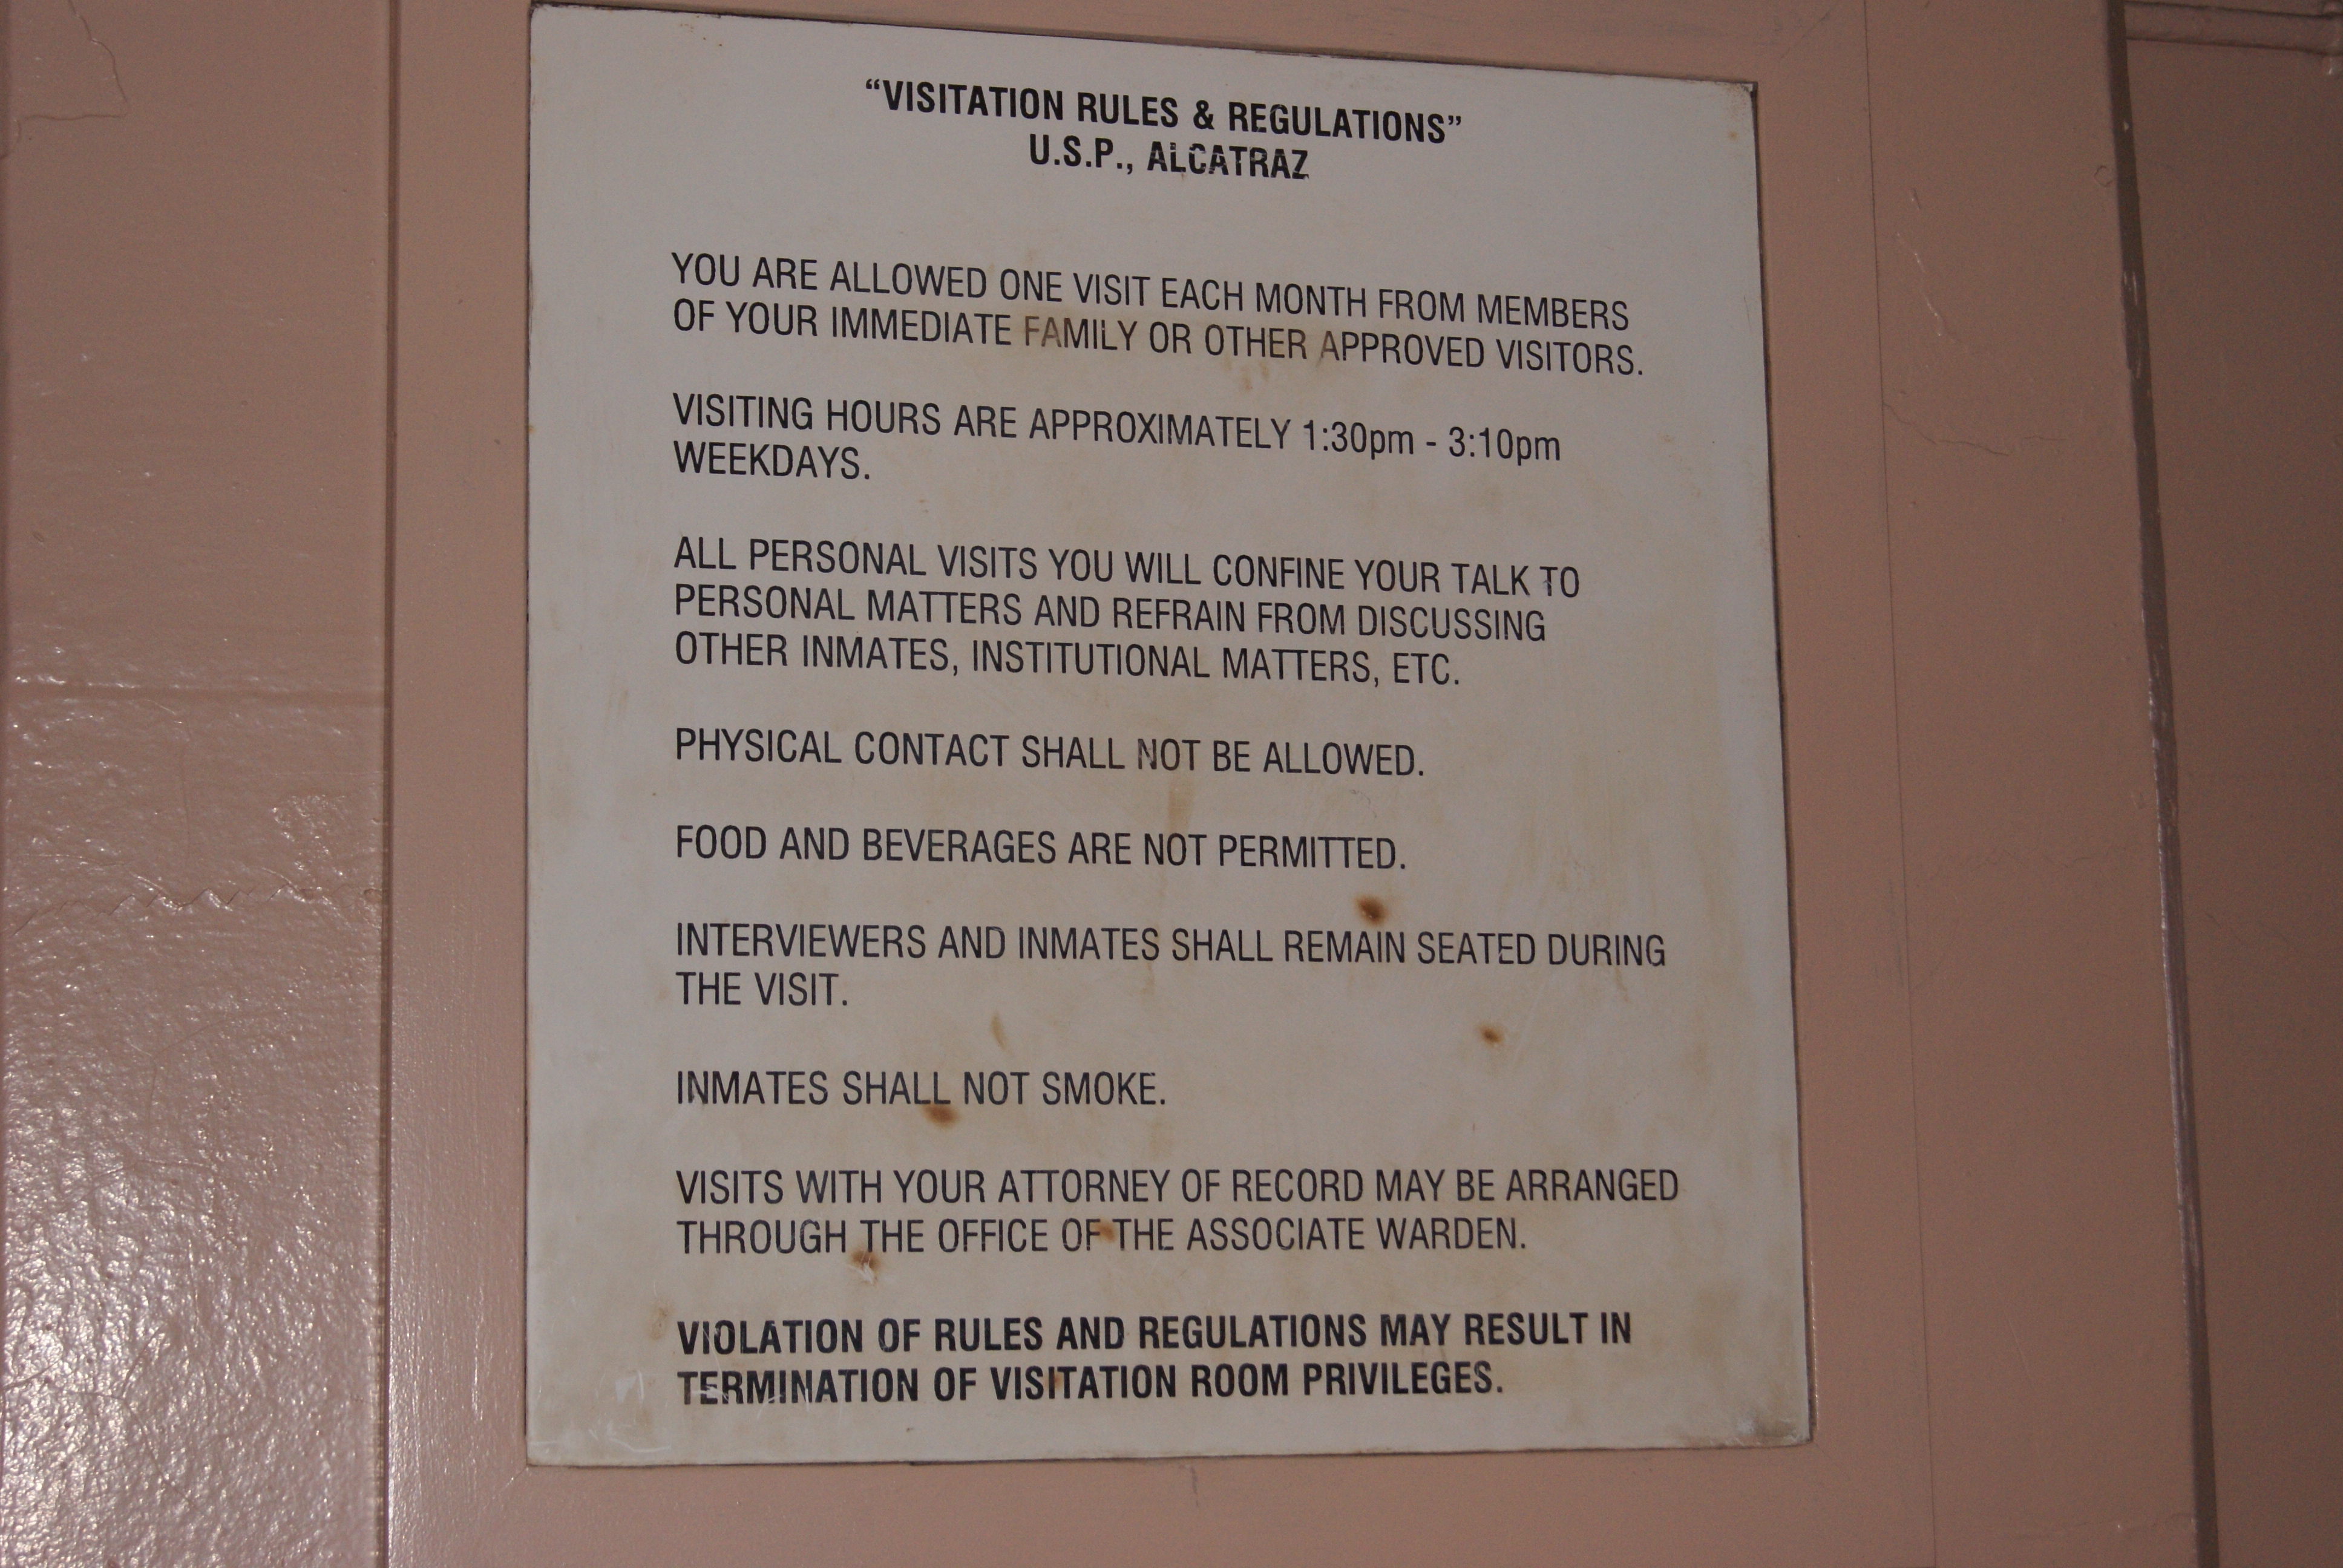 “VISITATION RULES & REGULATIONS”
U.S.P., ALCATRAZ
YOU ARE ALLOWED ONE VISIT EACH MONTH FROM MEMBERS
OF YOUR IMMEDIATE FAMILY OR OTHER APPROVED VISITORS.
VISITING HOURS ARE APPROXIMATELY 1:30pm - 3:10pm
WEEKDAYS.
ALL PERSONAL VISITS YOU WILL CONFINE YOUR TALK TO
PERSONAL MATTERS AND REFRAIN FROM DISCUSSING
OTHER INMATES, INSTITUTIONAL MATTERS, ETC.
PHYSICAL CONTACT SHALL NOT BE ALLOWED.
FOOD AND BEVERAGES ARE NOT PERMITTED.
INTERVIEWERS AND INMATES SHALL REMAIN SEATED DURING
THE VISIT.
INMATES SHALL NOT SMOKE.
VISITS WITH YOUR ATTORNEY OF RECORD MAY BE ARRANGED
THROUGH THE OFFICE OF THE ASSOCIATE WARDEN.
VIOLATION OF RULES AND REGULATIONS MAY RESULT IN
TERMINATION OF VISITATION ROOM PRIVILEGES.